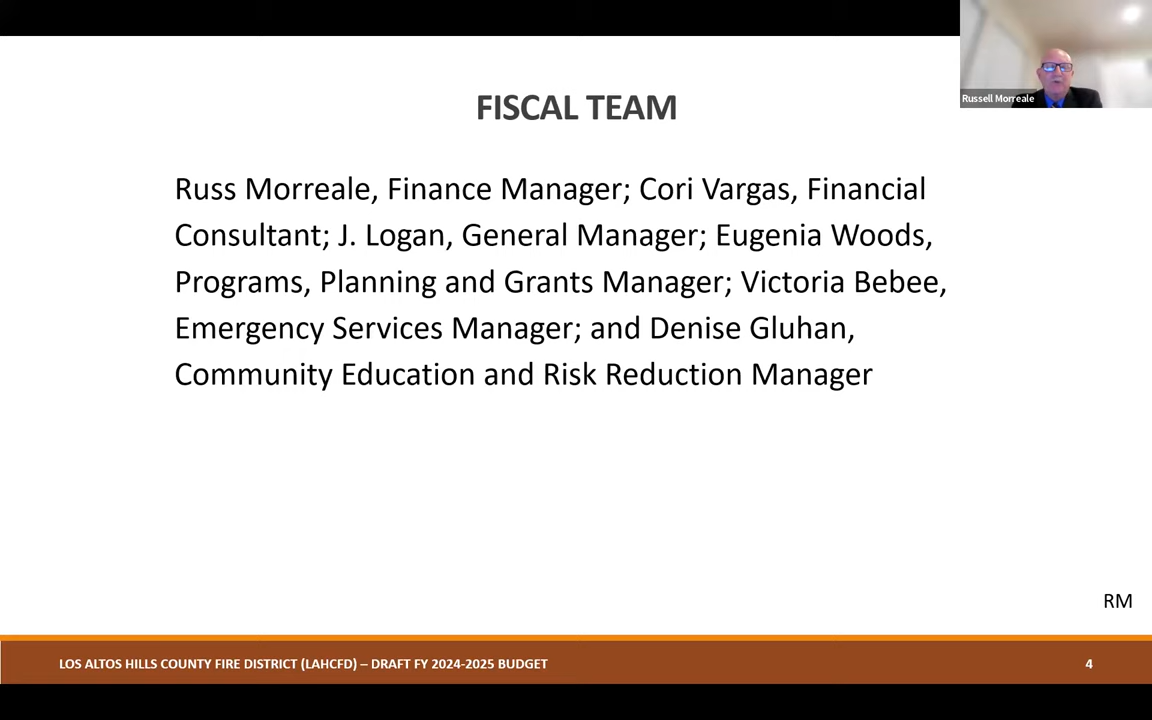 Russell Morreale
FISCAL TEAM
Russ Morreale, Finance Manager; Cori Vargas, Financial
Consultant; J. Logan, General Manager; Eugenia Woods,
Programs, Planning and Grants Manager; Victoria Bebee,
Emergency Services Manager; and Denise Gluhan,
Community Education and Risk Reduction Manager
RM
LOS ALTOS HILLS COUNTY FIRE DISTRICT (LAHCFD) – DRAFT FY 2024-2025 BUDGET
4